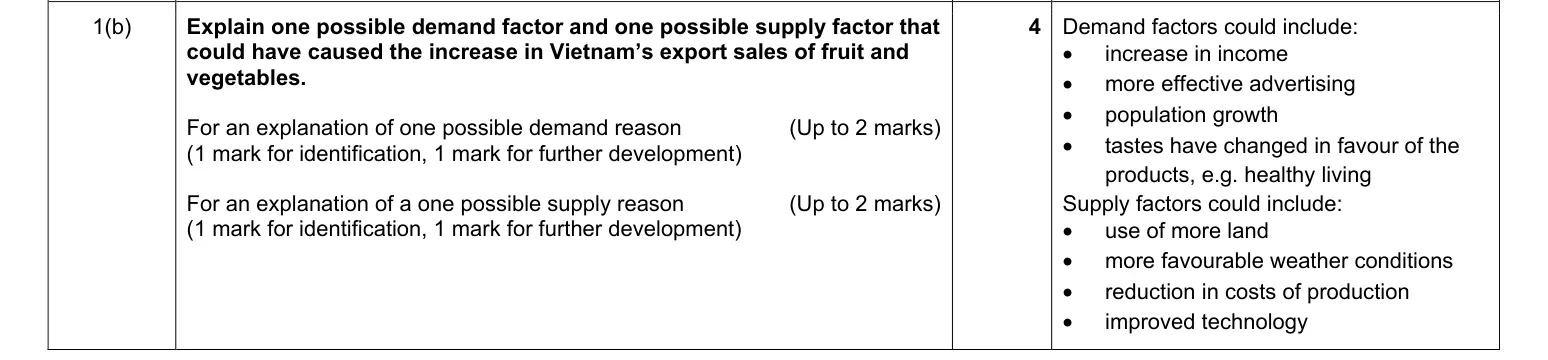 1(b)
Explain one possible demand factor and one possible supply factor that
could have caused the increase in Vietnam's export sales of fruit and
vegetables.
For an explanation of one possible demand reason (Up to 2 marks)
(1 mark for identification, 1 mark for further development)
For an explanation of a one possible supply reason (Up to 2 marks)
(1 mark for identification, 1 mark for further development)
4
Demand factors could include:
• increase in income
• more effective advertising
• population growth
• tastes have changed in favour of the
products, e.g. healthy living
Supply factors could include:
• use of more land
• more favourable weather conditions
• reduction in costs of production
• improved technology